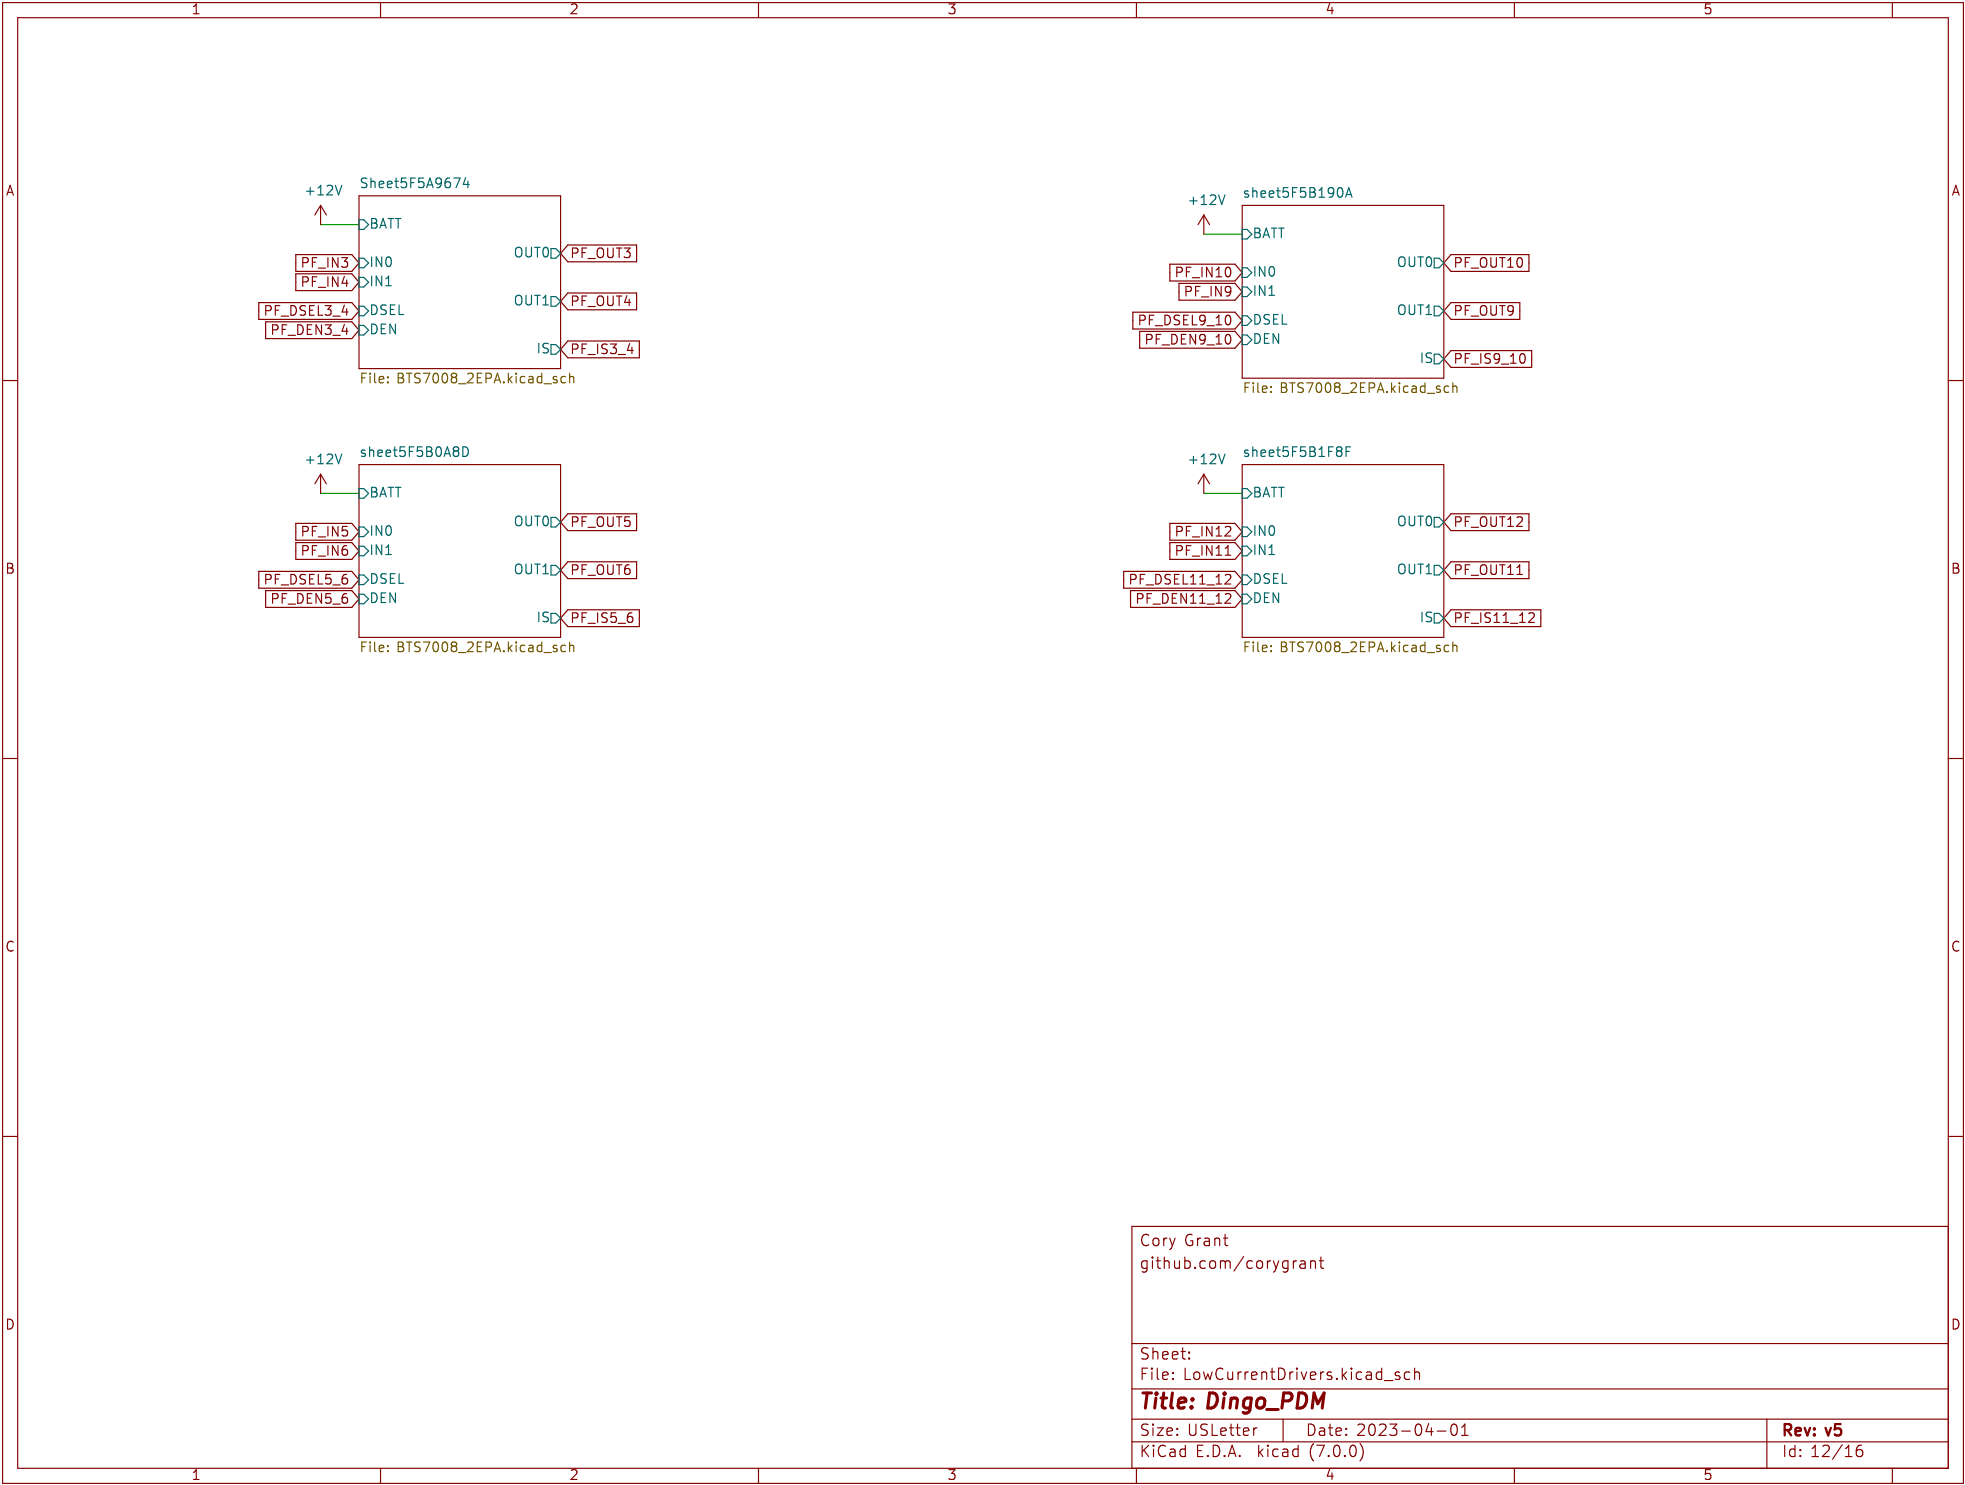 1 2 3 4 5
A A
B B
C C
D D
Sheet5F5A9674
+12V
BATT
PF_IN3 IN0
PF_IN4 IN1
PF_DSEL3_4 DSEL
PF_DEN3_4 DEN
OUT0 PF_OUT3
OUT1 PF_OUT4
IS PF_IS3_4
File: BTS7008_2EPA.kicad_sch
sheet5F5B190A
+12V
BATT
PF_IN10 IN0
PF_IN9 IN1
PF_DSEL9_10 DSEL
PF_DEN9_10 DEN
OUT0 PF_OUT10
OUT1 PF_OUT9
IS PF_IS9_10
File: BTS7008_2EPA.kicad_sch
sheet5F5B0A8D
+12V
BATT
PF_IN5 IN0
PF_IN6 IN1
PF_DSEL5_6 DSEL
PF_DEN5_6 DEN
OUT0 PF_OUT5
OUT1 PF_OUT6
IS PF_IS5_6
File: BTS7008_2EPA.kicad_sch
sheet5F5B1F8F
+12V
BATT
PF_IN12 IN0
PF_IN11 IN1
PF_DSEL11_12 DSEL
PF_DEN11_12 DEN
OUT0 PF_OUT12
OUT1 PF_OUT11
IS PF_IS11_12
File: BTS7008_2EPA.kicad_sch
Cory Grant
github.com/corygrant
Sheet:
File: LowCurrentDrivers.kicad_sch
Title: Dingo_PDM
Size: USLetter Date: 2023-04-01 Rev: v5
KiCad E.D.A. kicad (7.0.0) Id: 12/16
1 2 3 4 5